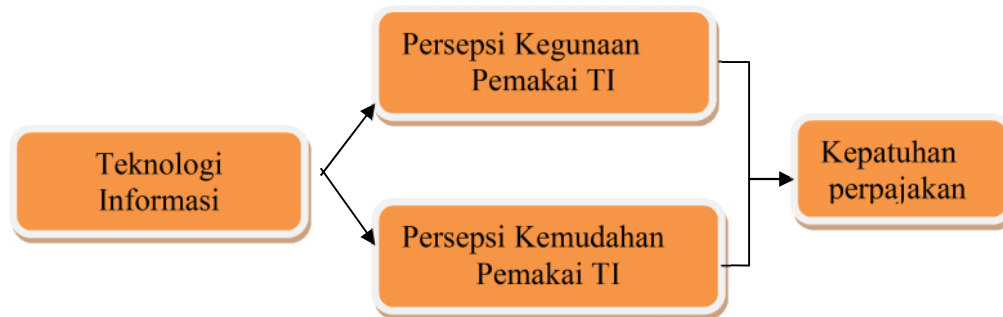 Teknologi
Informasi
Persepsi Kegunaan
Pemakai TI
Persepsi Kemudahan
Pemakai TI
Kepatuhan
perpajakan